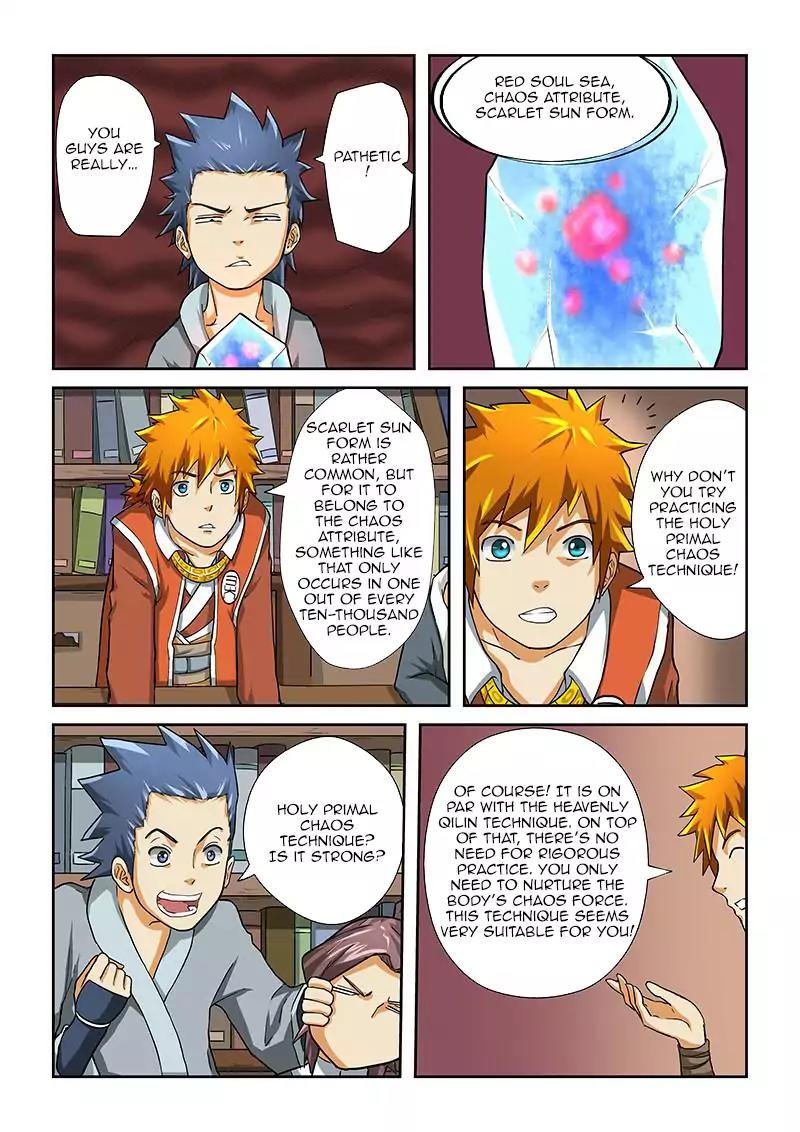 YOU
GUYS ARE
REALLY...
PATHETIC
!
RED SOUL SEA,
CHAOS ATTRIBUTE,
SCARLET SUN FORM.
SCARLET SUN
FORM IS
RATHER
COMMON, BUT
FOR IT TO
BELONG TO
THE CHAOS
ATTRIBUTE,
SOMETHING LIKE
THAT ONLY
OCCURS IN ONE
OUT OF EVERY
TEN-THOUSAND
PEOPLE.
WHY DON'T
YOU TRY
PRACTICING
THE HOLY
PRIMAL
CHAOS
TECHNIQUE!
HOLY PRIMAL
CHAOS
TECHNIQUE?
IS IT STRONG?
OF COURSE! IT IS ON
PAR WITH THE HEAVENLY
QILIN TECHNIQUE. ON TOP
OF THAT, THERE'S NO
NEED FOR RIGOROUS
PRACTICE. YOU ONLY
NEED TO NURTURE THE
BODY'S CHAOS FORCE.
THIS TECHNIQUE SEEMS
VERY SUITABLE FOR YOU!